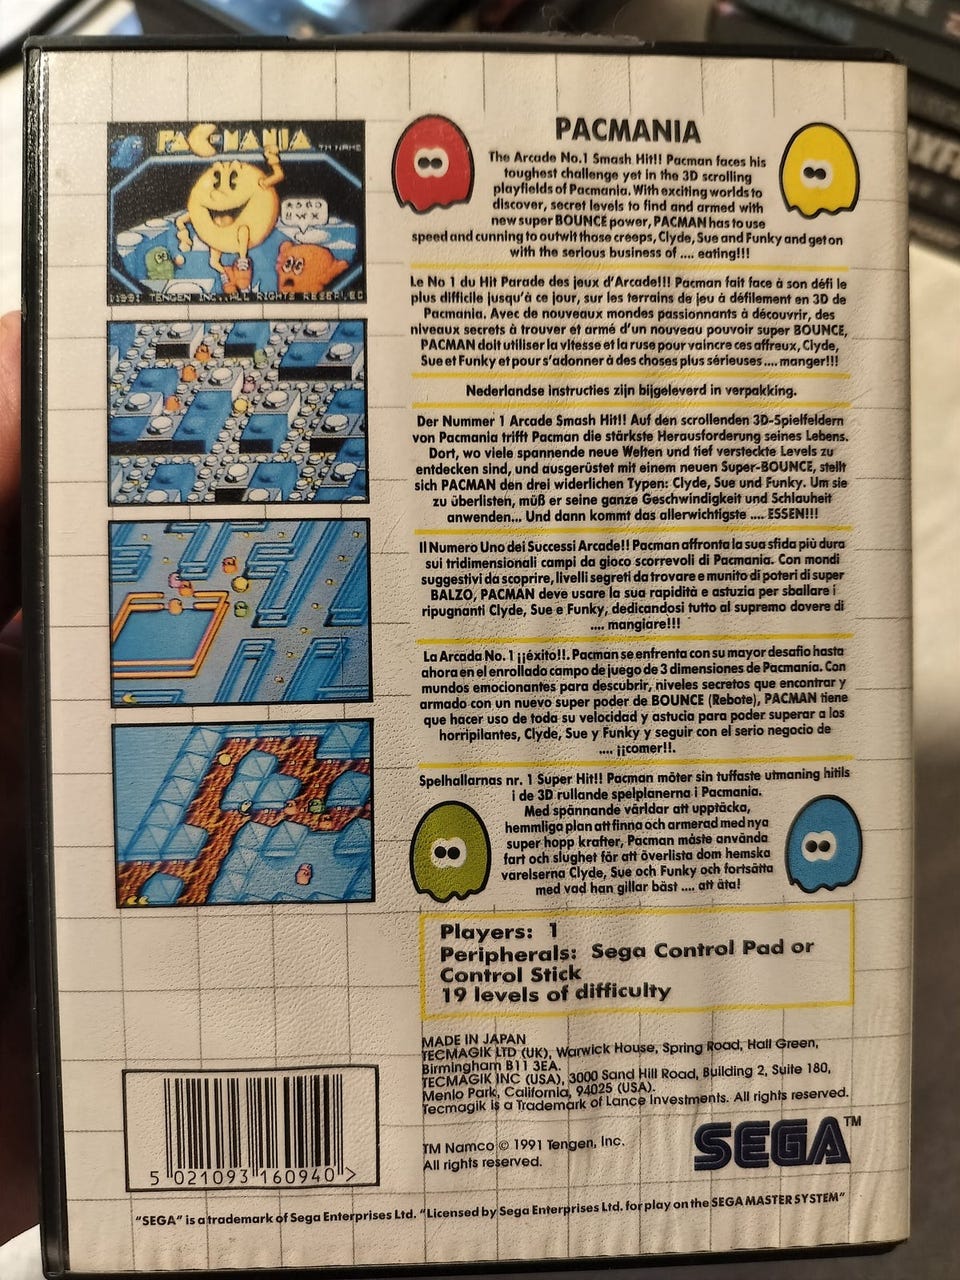 PAC-MANIA
TM NAMCO
©1991 TENGEN INC. ALL RIGHTS RESERVED
PACMANIA
The Arcade No.1 Smash Hit!! Pacman faces his
toughest challenge yet in the 3D scrolling
playfields of Pacmania. With exciting worlds to
discover, secret levels to find and armed with
new super BOUNCE power, PACMAN has to use
speed and cunning to outwit those creeps, Clyde, Sue and Funky and get on
with the serious business of .... eating!!!
Le No 1 du Hit Parade des jeux d'Arcade!!! Pacman fait face à son défi le
plus difficile jusqu'à ce jour, sur les terrains de jeu à défilement en 3D de
Pacmania. Avec de nouveaux mondes passionnants à découvrir, des
niveaux secrets à trouver et armé d'un nouveau pouvoir super BOUNCE,
PACMAN doit utiliser la vitesse et la ruse pour vaincre ces affreux, Clyde,
Sue et Funky et pour s'adonner à des choses plus sérieuses .... manger!!!
Nederlandse instructies zijn bijgeleverd in verpakking.
Der Nummer 1 Arcade Smash Hit!! Auf den scrollenden 3D-Spielfeldern
von Pacmania trifft Pacman die stärkste Herausforderung seines Lebens.
Dort, wo viele spannende neue Welten und tief versteckte Levels zu
entdecken sind, und ausgerüstet mit einem neuen Super-BOUNCE, stellt
sich PACMAN den drei widerlichen Typen: Clyde, Sue und Funky. Um sie
zu überlisten, müß er seine ganze Geschwindigkeit und Schlauheit
anwenden... Und dann kommt das allerwichtigste .... ESSEN!!!
Il Numero Uno dei Successi Arcade!! Pacman affronta la sua sfida più dura
sui tridimensionali campi da gioco scorrevoli di Pacmania. Con mondi
suggestivi da scoprire, livelli segreti da trovare e munito di poteri di super
BALZO, PACMAN deve usare la sua rapidità e astuzia per sballare i
ripugnanti Clyde, Sue e Funky, dedicandosi tutto al supremo dovere di
.... mangiare!!!
La Arcada No. 1 ¡¡éxito!!. Pacman se enfrenta con su mayor desafio hasta
ahora en el enrollado campo de juego de 3 dimensiones de Pacmania. Con
mundos emocionantes para descubrir, niveles secretos que encontrar y
armado con un nuevo super poder de BOUNCE (Rebote), PACMAN tiene
que hacer uso de toda su velocidad y astucia para poder superar a los
horripilantes, Clyde, Sue y Funky y seguir con el serio negocio de
.... ¡¡comer!!.
Spelhallarnas nr. 1 Super Hit!! Pacman möter sin tuffaste utmaning hitils
i de 3D rullande spelplanerna i Pacmania.
Med spännande världar att upptäcka,
hemmliga plan att finna och armerad med nya
super hopp krafter, Pacman måste använda
fart och slughet för att överlista dom hemska
varelserna Clyde, Sue och Funky och fortsätta
med vad han gillar bäst .... att äta!
Players: 1
Peripherals: Sega Control Pad or
Control Stick
19 levels of difficulty
MADE IN JAPAN
TECMAGIK LTD (UK), Warwick House, Spring Road, Hall Green,
Birmingham B11 3EA.
TECMAGIK INC (USA), 3000 Sand Hill Road, Building 2, Suite 180,
Menlo Park, California, 94025 (USA).
Tecmagik is a Trademark of Lance Investments. All rights reserved.
TM Namco © 1991 Tengen, Inc.
All rights reserved.
SEGA™
5 021093 160940 >
"SEGA" is a trademark of Sega Enterprises Ltd. "Licensed by Sega Enterprises Ltd. for play on the SEGA MASTER SYSTEM"